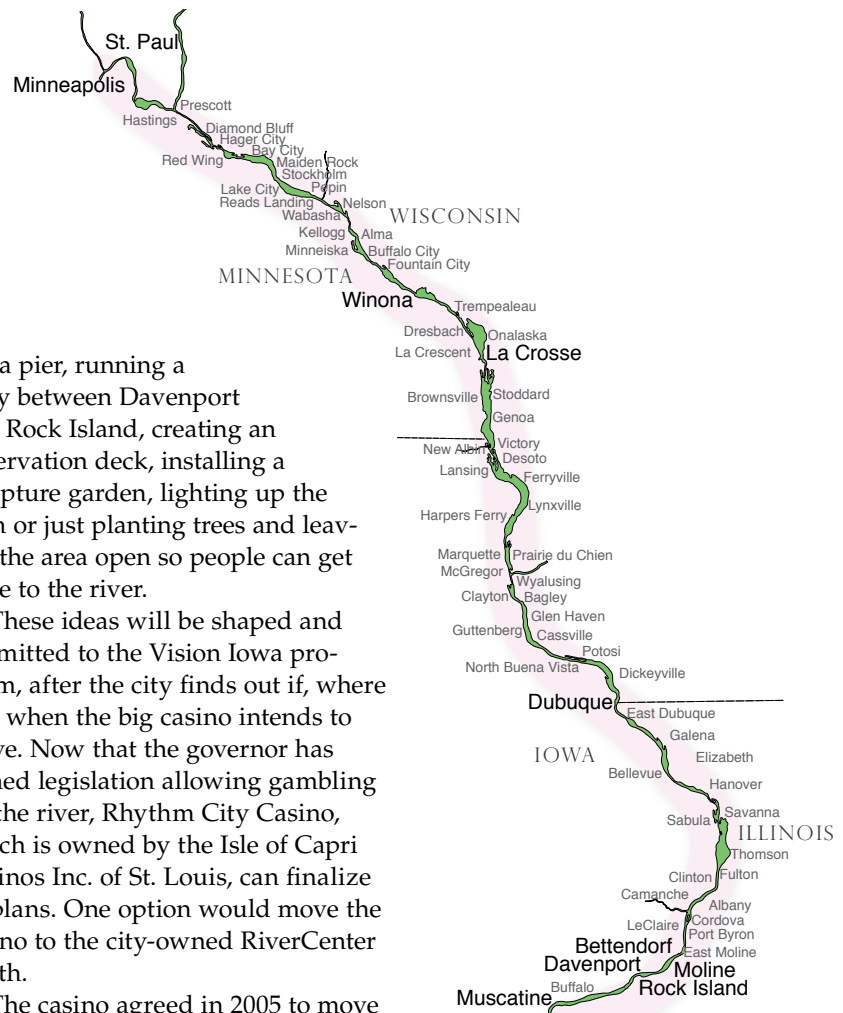 St. Paul
Minneapolis
Prescott
Hastings
Diamond Bluff
Hager City
Bay City
Red Wing
Maiden Rock
Stockholm
Lake City
Pepin
Reads Landing
Nelson
Wabasha
WISCONSIN
Kellogg
Alma
Minneiska
Buffalo City
Fountain City
MINNESOTA
Winona
Trempealeau
Dresbach
Onalaska
La Crescent
La Crosse
Brownsville
Stoddard
Genoa
Victory
New Albin
Desoto
Lansing
Ferryville
Lynxville
Harpers Ferry
Marquette
Prairie du Chien
McGregor
Wyalusing
Clayton
Bagley
Glen Haven
Guttenberg
Cassville
Potosi
North Buena Vista
Dickeyville
Dubuque
East Dubuque
Galena
IOWA
Elizabeth
Bellevue
Hanover
Savanna
Sabula
ILLINOIS
Thomson
Clinton
Fulton
Camanche
Albany
Cordova
LeClaire
Port Byron
Bettendorf
East Moline
Davenport
Moline
Buffalo
Rock Island
Muscatine
a pier, running a
y between Davenport
Rock Island, creating an
ervation deck, installing a
pture garden, lighting up the
n or just planting trees and leav-
the area open so people can get
e to the river.
These ideas will be shaped and
mitted to the Vision Iowa pro-
m, after the city finds out if, where
when the big casino intends to
ve. Now that the governor has
ned legislation allowing gambling
the river, Rhythm City Casino,
ch is owned by the Isle of Capri
inos Inc. of St. Louis, can finalize
plans. One option would move the
no to the city-owned RiverCenter
th.
The casino agreed in 2005 to move